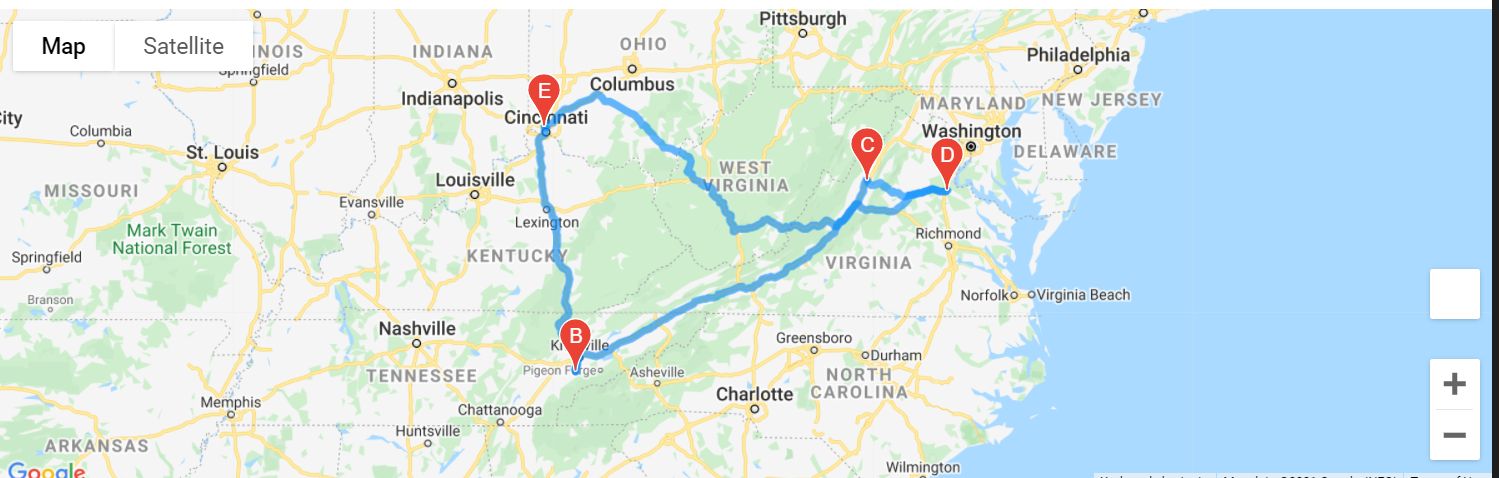 Pittsburgh
Map
Satellite
NOIS
INDIANA
OHIO
Philadelphia
Springfield
Columbus
Indianapolis
E
MARYLAND
NEW JERSEY
City
Columbia
Cincinnati
Washington
St. Louis
C
D
DELAWARE
WEST
VIRGINIA
Louisville
MISSOURI
Evansville
Lexington
Mark Twain
National Forest
Richmond
Springfield
KENTUCKY
VIRGINIA
Branson
Norfolk
Virginia Beach
Nashville
B
Knoxville
Greensboro
Durham
Pigeon Forge
Asheville
TENNESSEE
NORTH
CAROLINA
Charlotte
Memphis
Chattanooga
Huntsville
ARKANSAS
Wilmington
Google